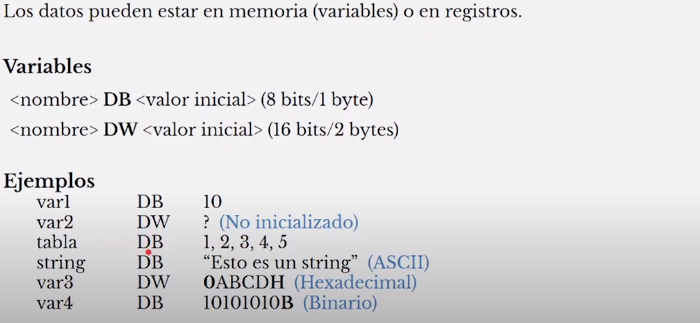 Los datos pueden estar en memoria (variables) o en registros.
Variables
<nombre> DB <valor inicial> (8 bits/1 byte)
<nombre> DW <valor inicial> (16 bits/2 bytes)
Ejemplos
var1 DB 10
var2 DW ? (No inicializado)
tabla DB 1, 2, 3, 4, 5
string DB “Esto es un string” (ASCII)
var3 DW 0ABCDH (Hexadecimal)
var4 DB 10101010B (Binario)